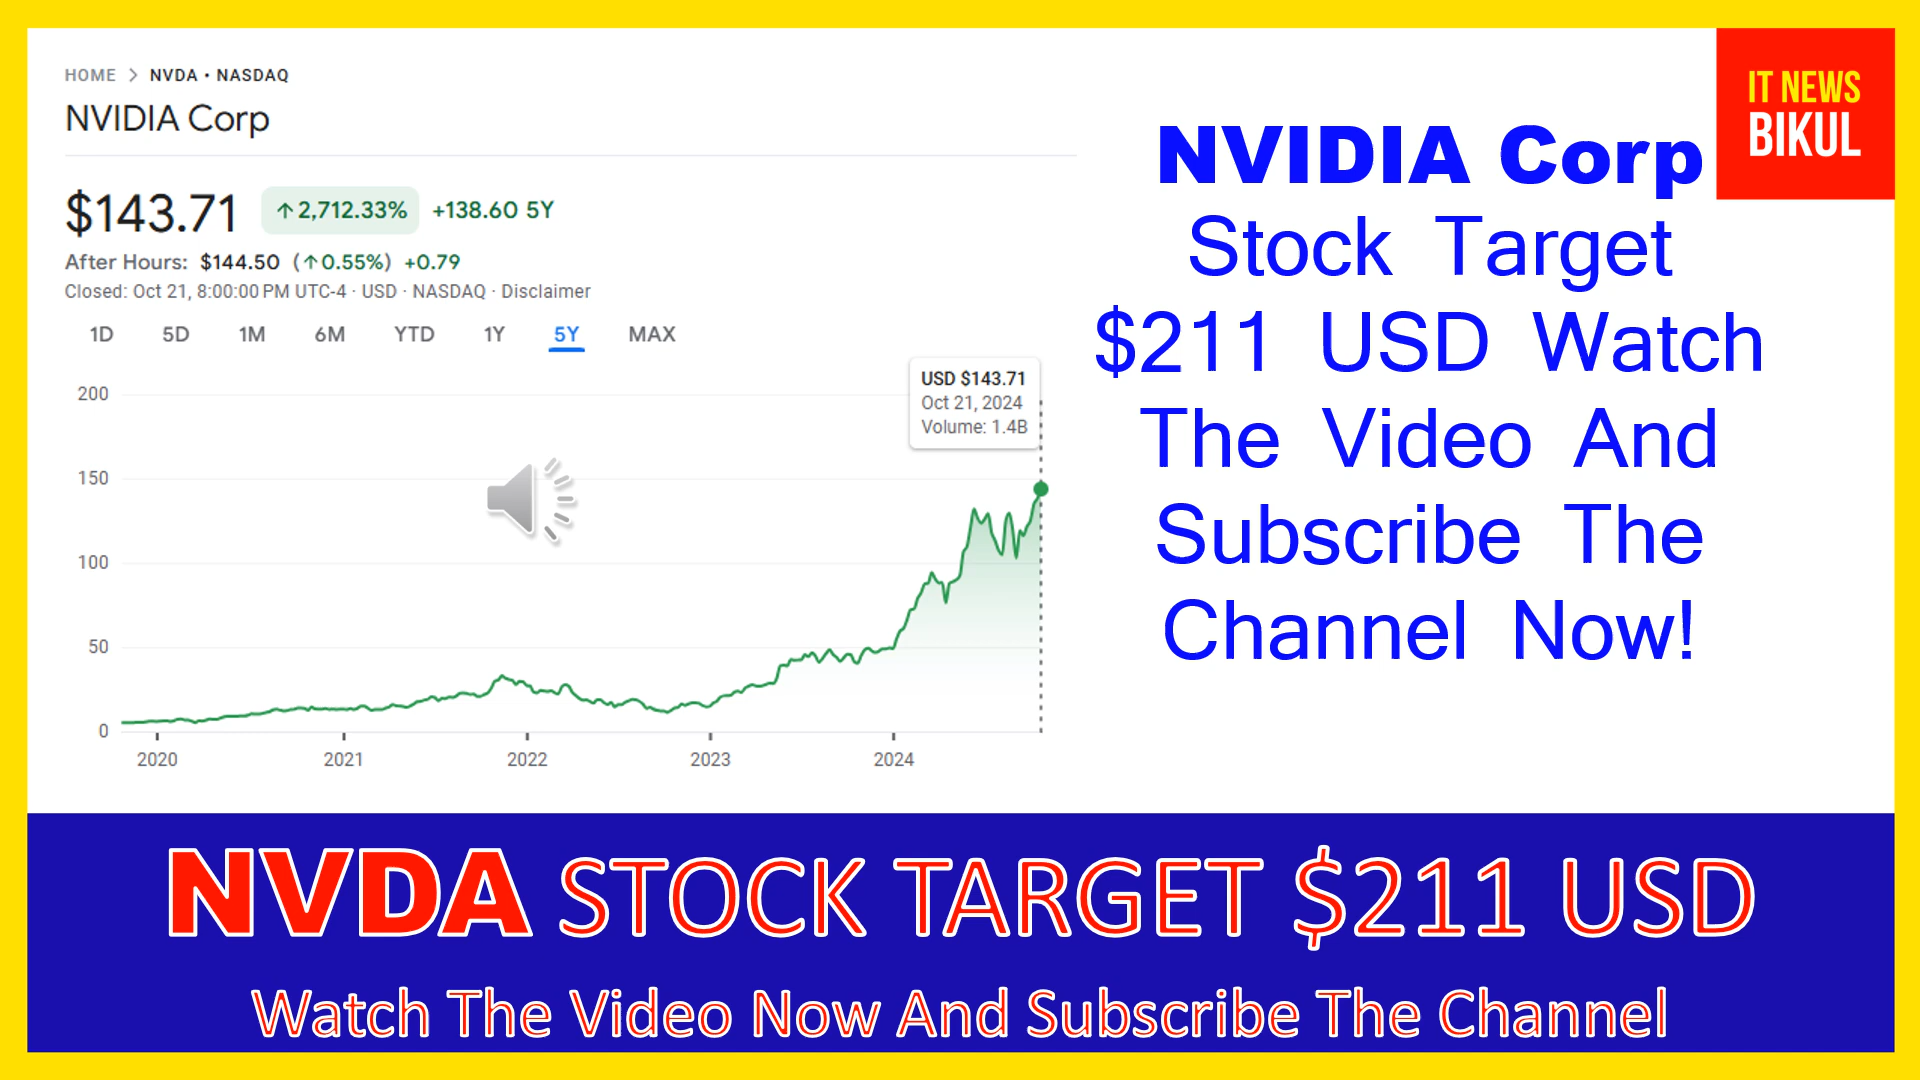 HOME > NVDA • NASDAQ
NVIDIA Corp
$143.71 ↑2,712.33% +138.60 5Y
After Hours: $144.50 (↑0.55%) +0.79
Closed: Oct 21, 8:00:00 PM UTC-4 · USD · NASDAQ · Disclaimer
1D 5D 1M 6M YTD 1Y 5Y MAX
USD $143.71
Oct 21, 2024
Volume: 1.4B
200
150
100
50
0
2020 2021 2022 2023 2024
IT NEWS
BIKUL
NVIDIA Corp
Stock Target
$211 USD Watch
The Video And
Subscribe The
Channel Now!
NVDA STOCK TARGET $211 USD
Watch The Video Now And Subscribe The Channel